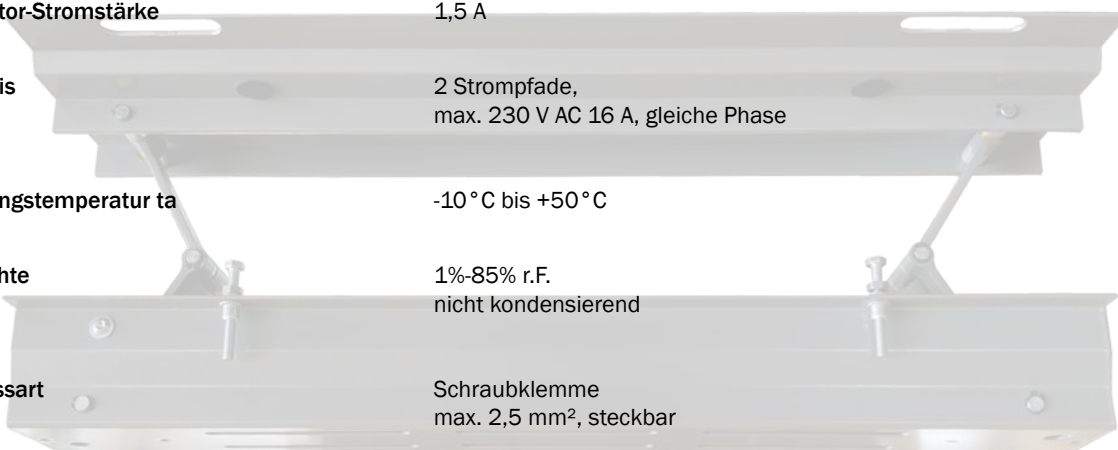 tor-Stromstärke 1,5 A
is 2 Strompfade,
max. 230 V AC 16 A, gleiche Phase
ngstemperatur ta -10°C bis +50°C
hte 1%-85% r.F.
nicht kondensierend
ssart Schraubklemme
max. 2,5 mm², steckbar